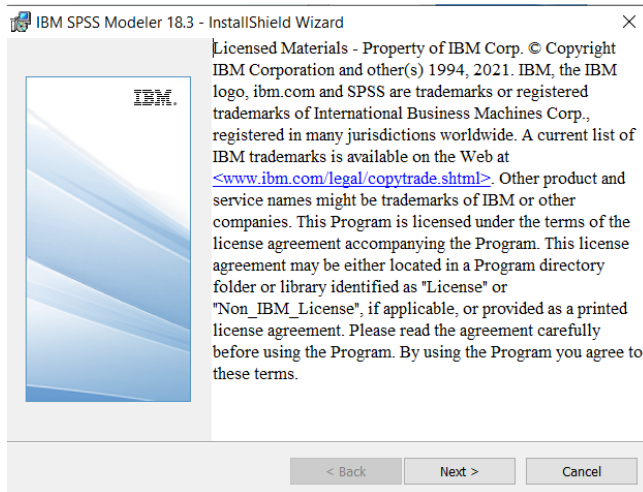 IBM SPSS Modeler 18.3 - InstallShield Wizard
IBM.
Licensed Materials - Property of IBM Corp. © Copyright
IBM Corporation and other(s) 1994, 2021. IBM, the IBM
logo, ibm.com and SPSS are trademarks or registered
trademarks of International Business Machines Corp.,
registered in many jurisdictions worldwide. A current list of
IBM trademarks is available on the Web at
<www.ibm.com/legal/copytrade.shtml>. Other product and
service names might be trademarks of IBM or other
companies. This Program is licensed under the terms of the
license agreement accompanying the Program. This license
agreement may be either located in a Program directory
folder or library identified as "License" or
"Non_IBM_License", if applicable, or provided as a printed
license agreement. Please read the agreement carefully
before using the Program. By using the Program you agree to
these terms.
< Back
Next >
Cancel